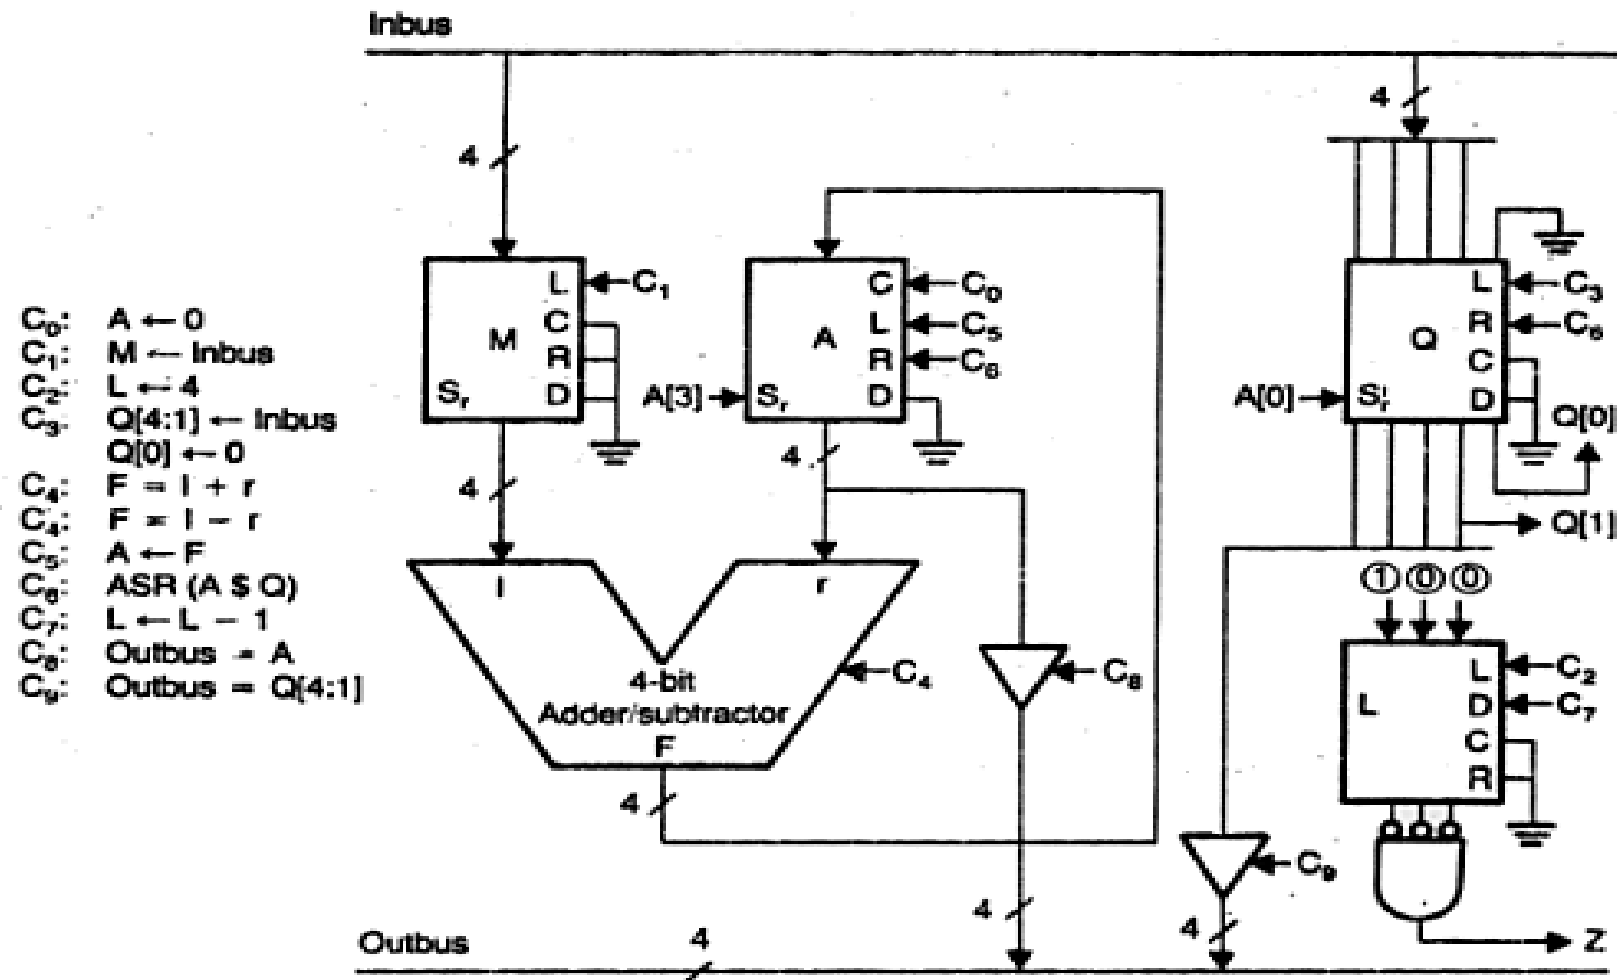 Inbus
4
4
L C₁
C
M R
Sᵣ D
C C₀
L C₅
A R C₆
A[3] Sᵣ D
L C₃
Q R C₆
C
A[0] Sᵣ D
Q[0]
Q[1]
C₀: A ← 0
C₁: M ← Inbus
C₂: L ← 4
C₃: Q[4:1] ← Inbus
Q[0] ← 0
C₄: F = l + r
C₄: F = l − r
C₅: A ← F
C₆: ASR (A $ Q)
C₇: L ← L − 1
C₈: Outbus = A
C₉: Outbus = Q[4:1]
4
4
l r
4-bit
Adder/subtractor
F
C₄
C₈
4
1 0 0
L C₂
L D C₇
C
R
C₉
4
4
Z
Outbus
4